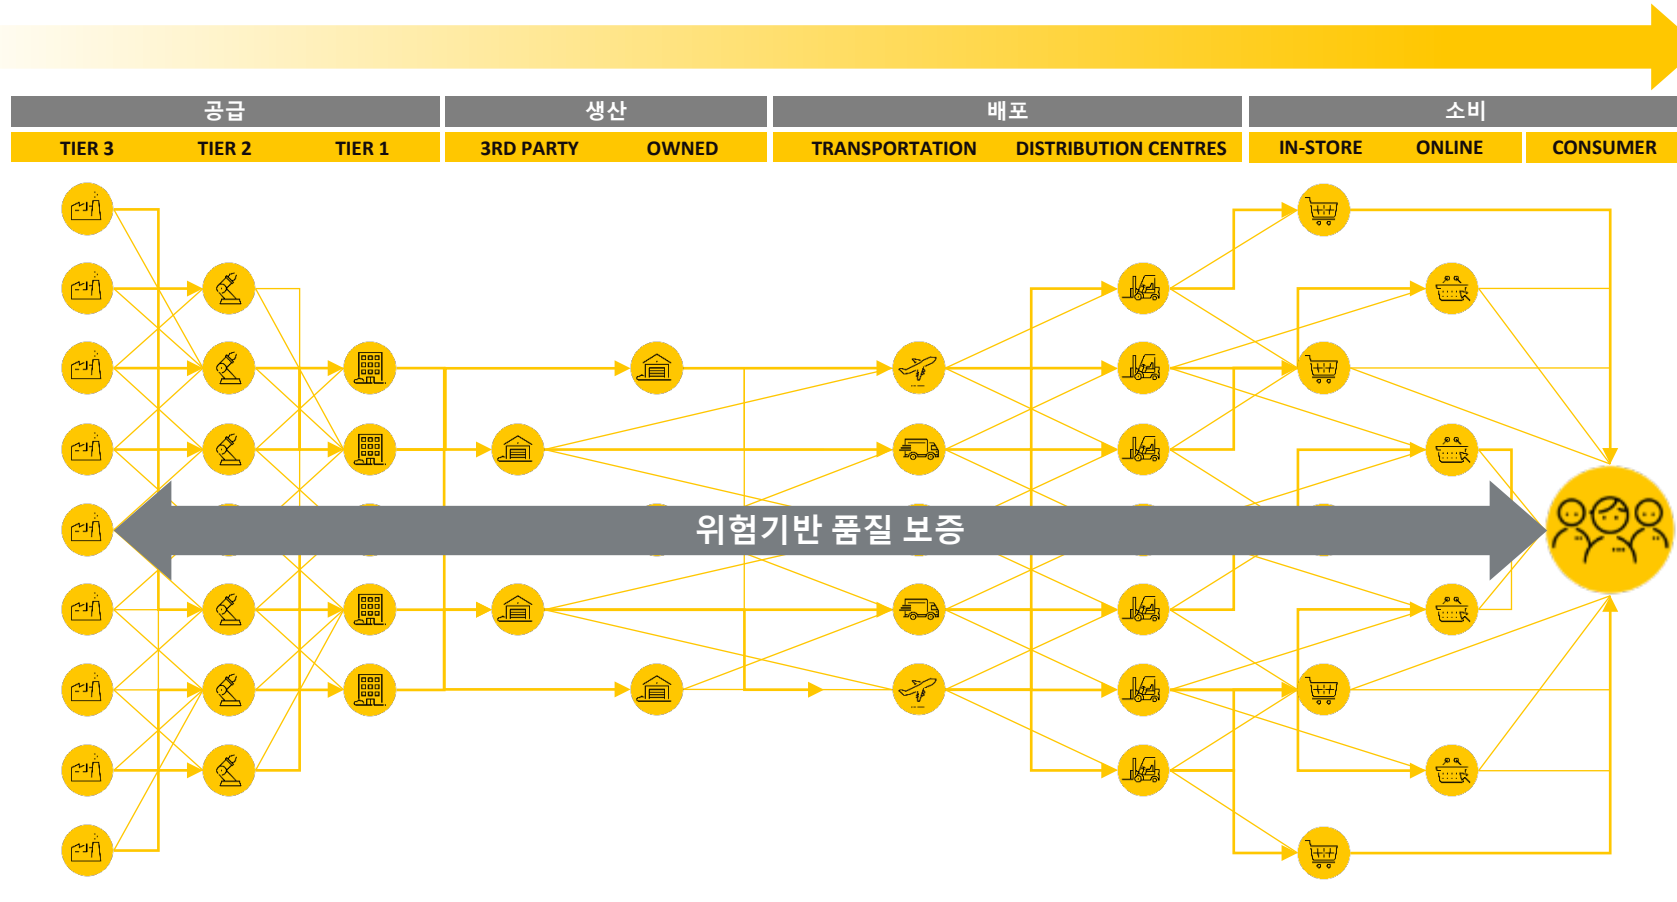 공급 생산 배포 소비
TIER 3 TIER 2 TIER 1 3RD PARTY OWNED TRANSPORTATION DISTRIBUTION CENTRES IN-STORE ONLINE CONSUMER
위험기반 품질 보증